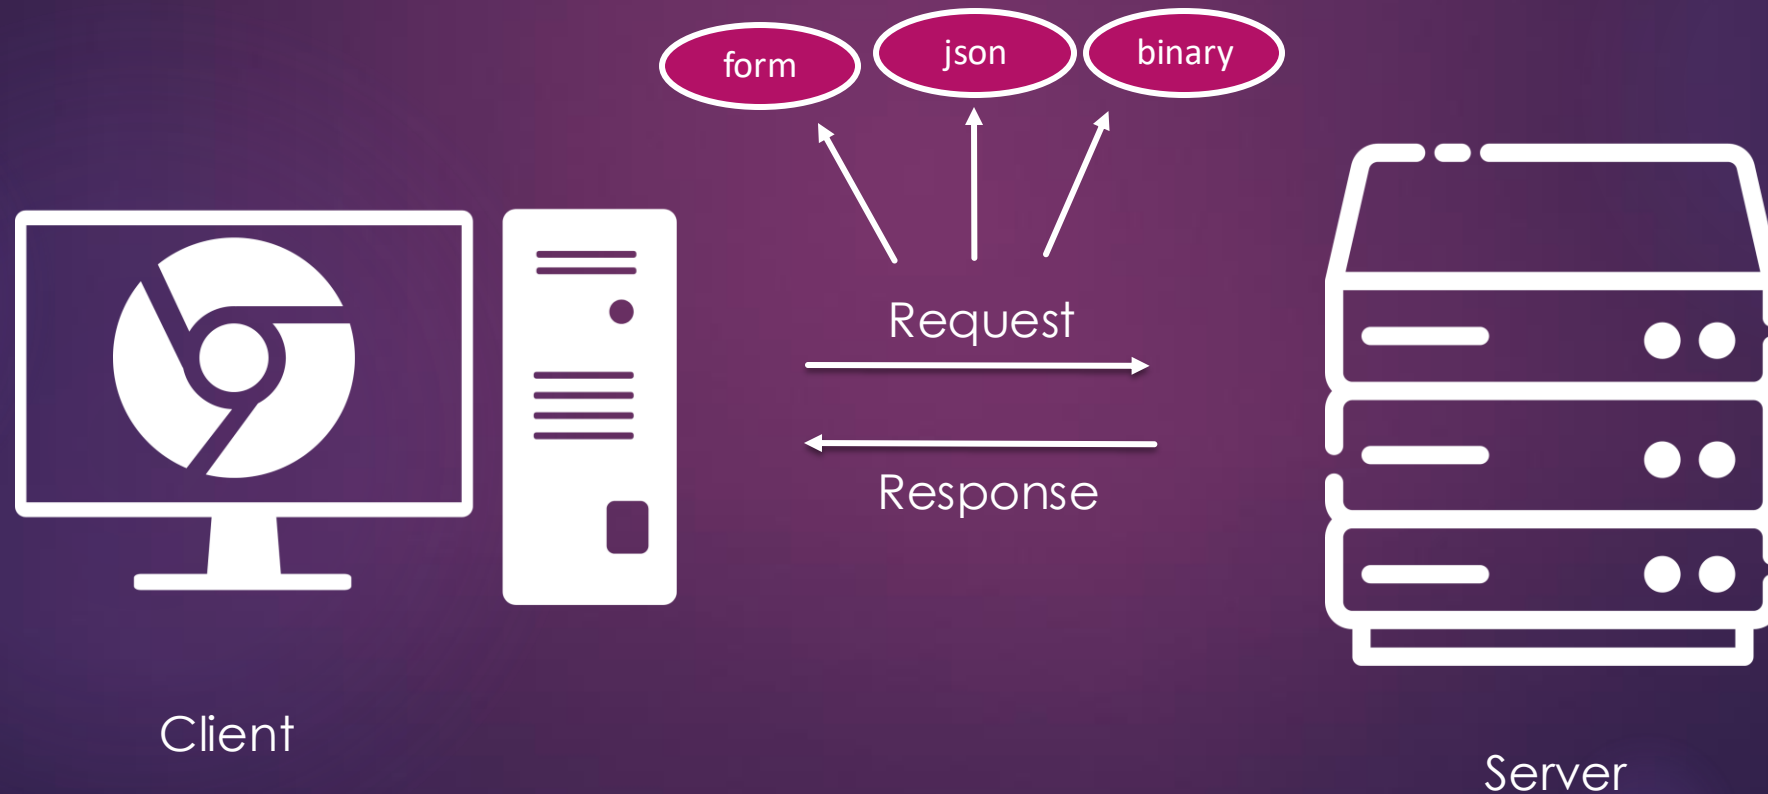 form
json
binary
Request
Response
Client
Server